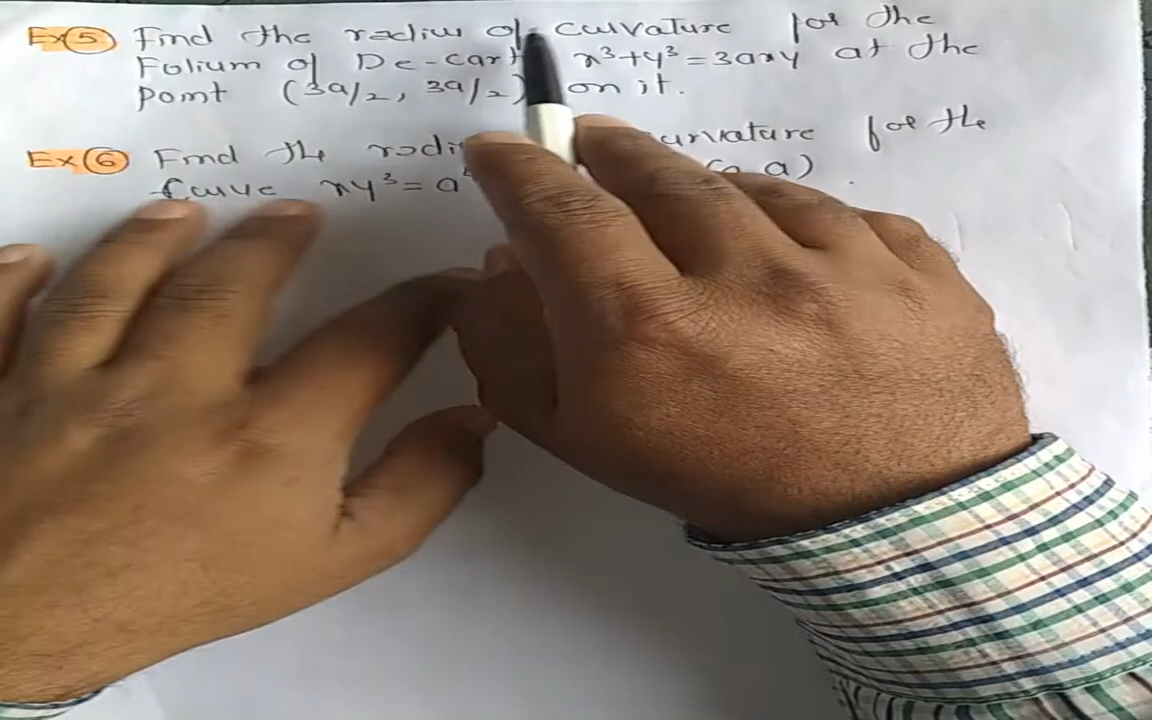 Ex(5) Find the radius of curvature for the
Folium of De-cart x³+y³=3axy at the
Point (3a/2, 3a/2) on it.
Ex(6) Find the urvature for the
Curve xy³=a a)